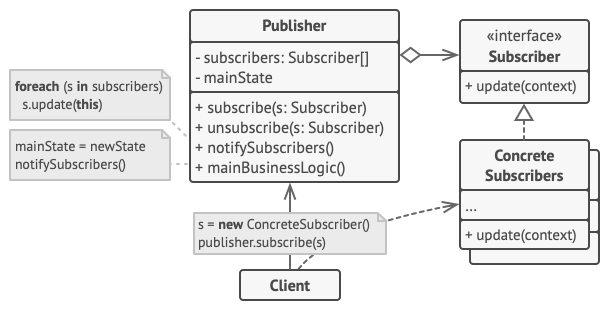 Publisher
- subscribers: Subscriber[]
- mainState
+ subscribe(s: Subscriber)
+ unsubscribe(s: Subscriber)
+ notifySubscribers()
+ mainBusinessLogic()
foreach (s in subscribers)
s.update(this)
mainState = newState
notifySubscribers()
«interface»
Subscriber
+ update(context)
Concrete
Subscribers
...
+ update(context)
s = new ConcreteSubscriber()
publisher.subscribe(s)
Client